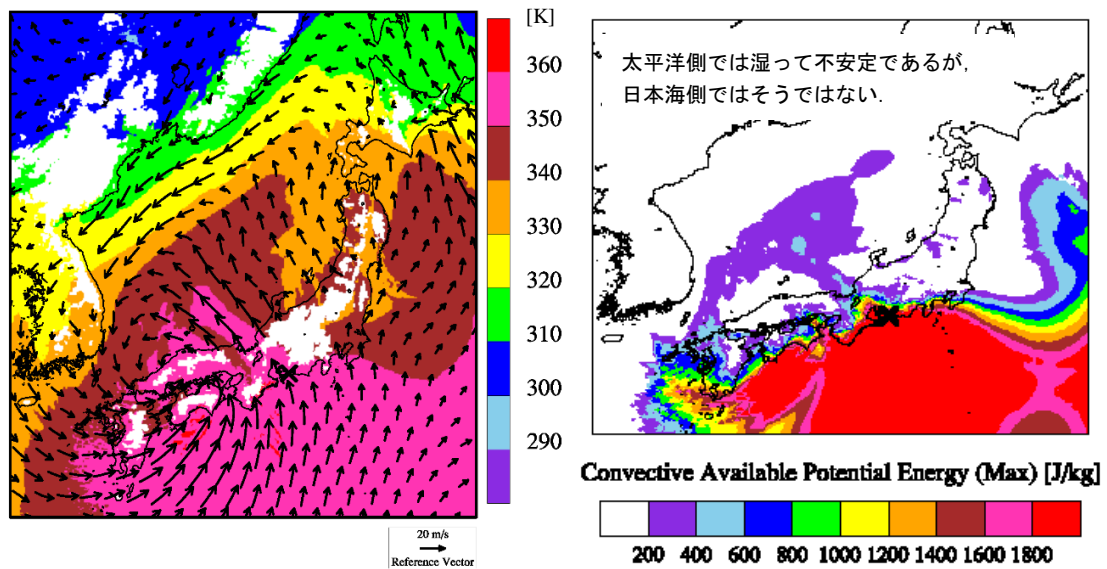 [K]
360
350
340
330
320
310
300
290
20 m/s
Reference Vector
太平洋側では湿って不安定であるが,
日本海側ではそうではない.
Convective Available Potential Energy (Max) [J/kg]
200 400 600 800 1000 1200 1400 1600 1800